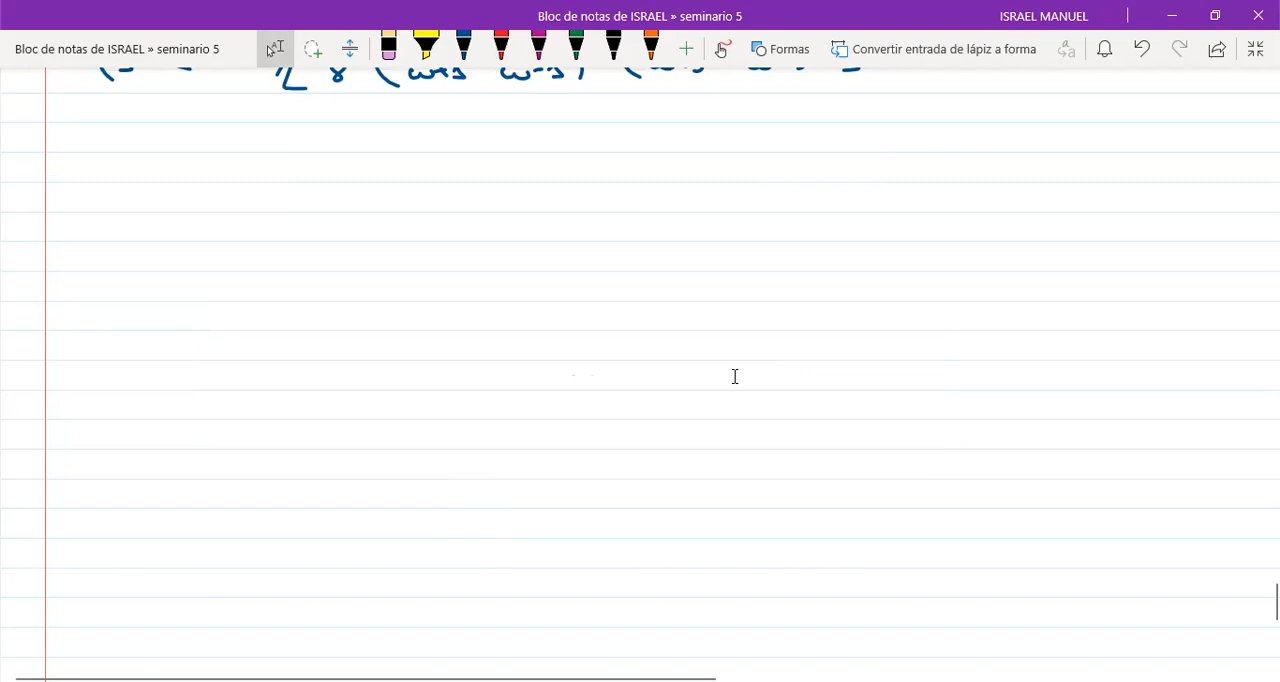 Bloc de notas de ISRAEL » seminario 5
ISRAEL MANUEL
Bloc de notas de ISRAEL » seminario 5
Formas
Convertir entrada de lápiz a forma